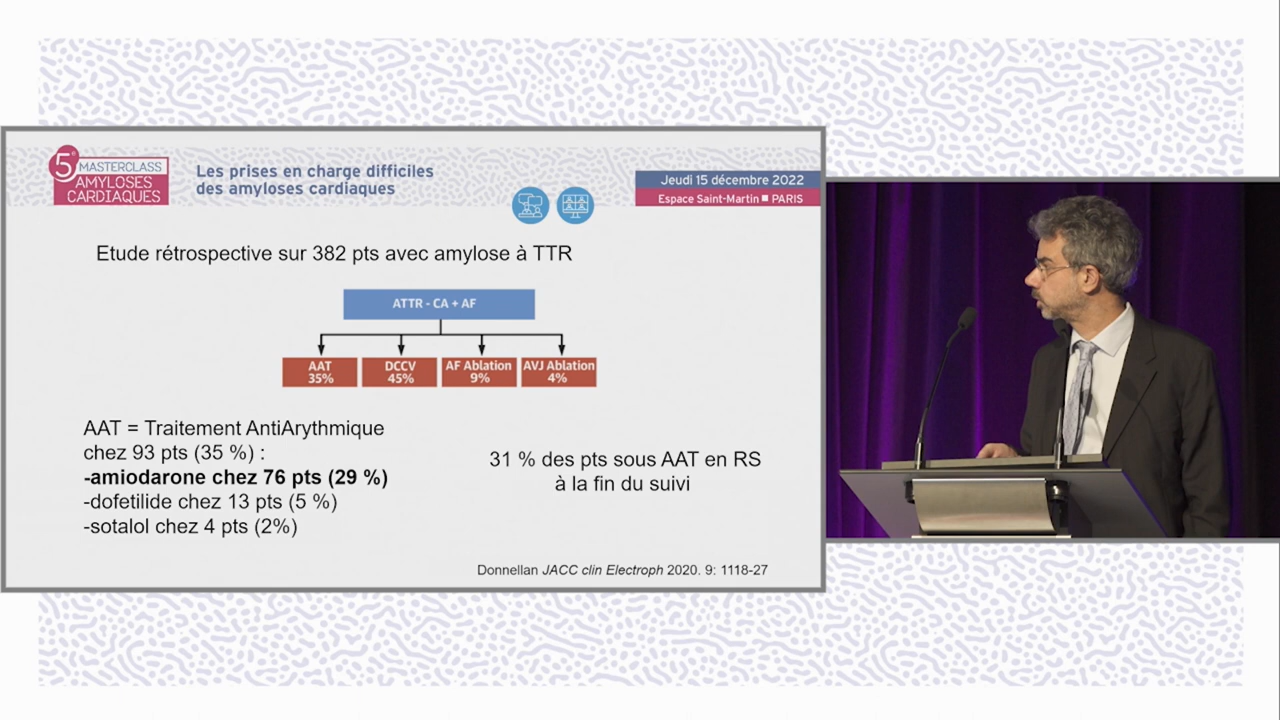 5e MASTERCLASS
AMYLOSES
CARDIAQUES
Les prises en charge difficiles
des amyloses cardiaques
Jeudi 15 décembre 2022
Espace Saint-Martin ■ PARIS
Etude rétrospective sur 382 pts avec amylose à TTR
ATTR - CA + AF
AAT
35%
DCCV
45%
AF Ablation
9%
AVJ Ablation
4%
AAT = Traitement AntiArythmique
chez 93 pts (35 %) :
-amiodarone chez 76 pts (29 %)
-dofetilide chez 13 pts (5 %)
-sotalol chez 4 pts (2%)
31 % des pts sous AAT en RS
à la fin du suivi
Donnellan JACC clin Electroph 2020. 9: 1118-27